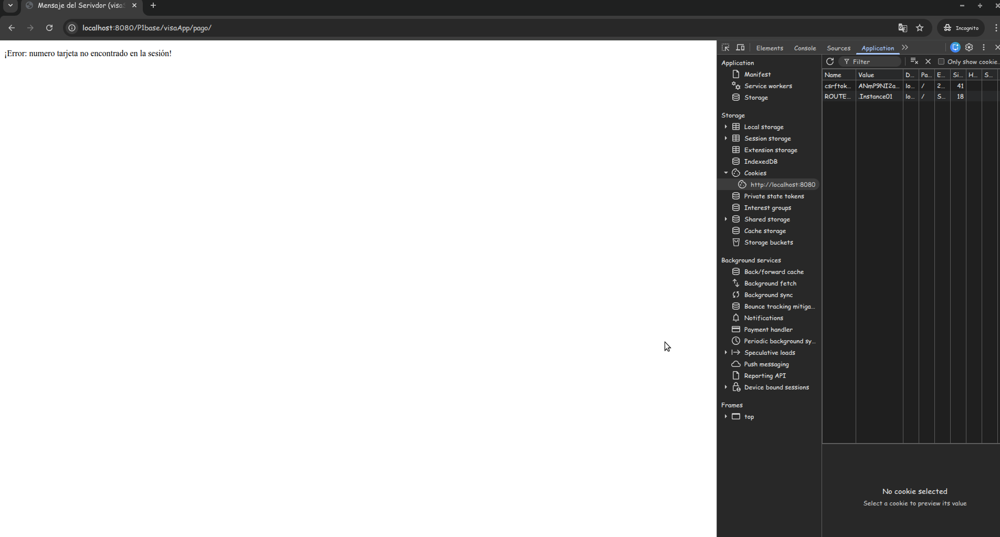 Mensaje del Serivdor (visa
localhost:8080/P1base/visaApp/pago/
Incognito
¡Error: numero tarjeta no encontrado en la sesión!
Elements Console Sources Application
Application
Manifest
Service workers
Storage
Storage
Local storage
Session storage
Extension storage
IndexedDB
Cookies
http://localhost:8080
Private state tokens
Interest groups
Shared storage
Cache storage
Storage buckets
Background services
Back/forward cache
Background fetch
Background sync
Bounce tracking mitiga...
Notifications
Payment handler
Periodic background sy...
Speculative loads
Push messaging
Reporting API
Device bound sessions
Frames
top
Filter Only show cookie...
Name Value D... Pa... E... Si... H... S...
csrftok... ANmP9NI2a... lo... / 2... 41
ROUTE... .Instance01 lo... / S... 18
No cookie selected
Select a cookie to preview its value